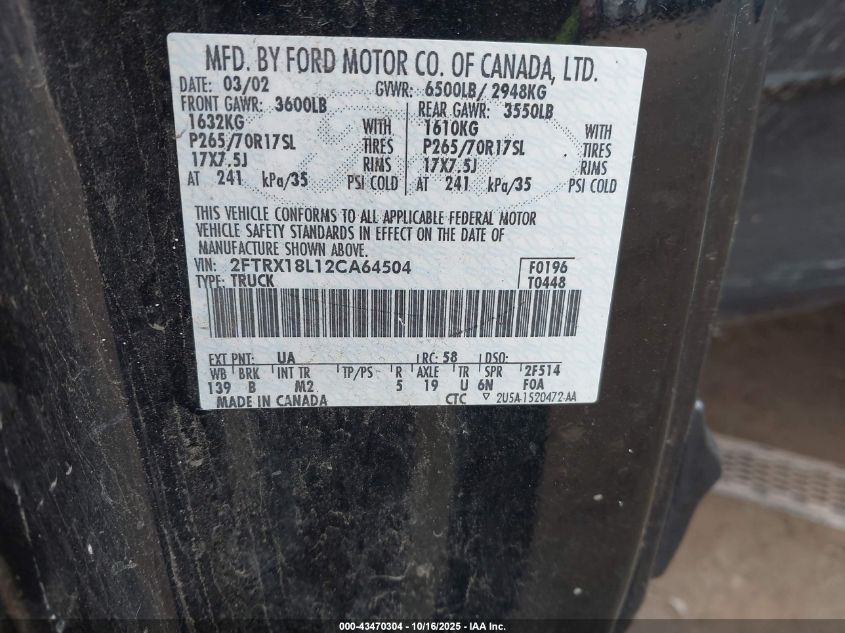 MFD. BY FORD MOTOR CO. OF CANADA, LTD.
DATE: 03/02 GVWR: 6500LB/ 2948KG
FRONT GAWR: 3600LB REAR GAWR: 3550LB
1632KG WITH 1610KG WITH
P265/70R17SL TIRES P265/70R17SL TIRES
17X7.5J RIMS 17X7.5J RIMS
AT 241 kPa/35 PSI COLD AT 241 kPa/35 PSI COLD
THIS VEHICLE CONFORMS TO ALL APPLICABLE FEDERAL MOTOR
VEHICLE SAFETY STANDARDS IN EFFECT ON THE DATE OF
MANUFACTURE SHOWN ABOVE.
VIN: 2FTRX18L12CA64504 F0196
TYPE: TRUCK T0448
EXT PNT: UA RC: 58 DSO:
WB BRK INT TR TP/PS R AXLE TR SPR 2F514
139 B M2 5 19 U 6N FOA
MADE IN CANADA CTC ▽ 2U5A-1520472-AA
000-43470304 | 10/16/2025 - IAA Inc.